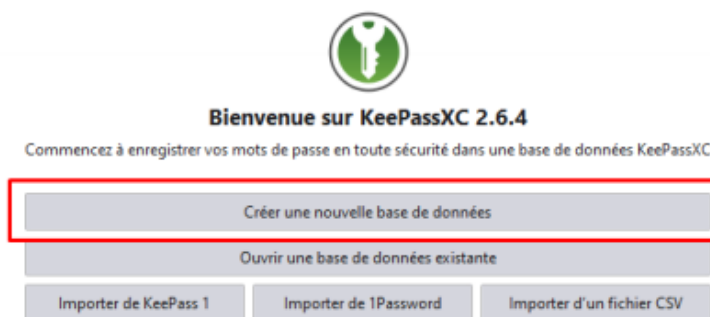 Bienvenue sur KeePassXC 2.6.4
Commencez à enregistrer vos mots de passe en toute sécurité dans une base de données KeePassXC
Créer une nouvelle base de données
Ouvrir une base de données existante
Importer de KeePass 1 Importer de 1Password Importer d'un fichier CSV